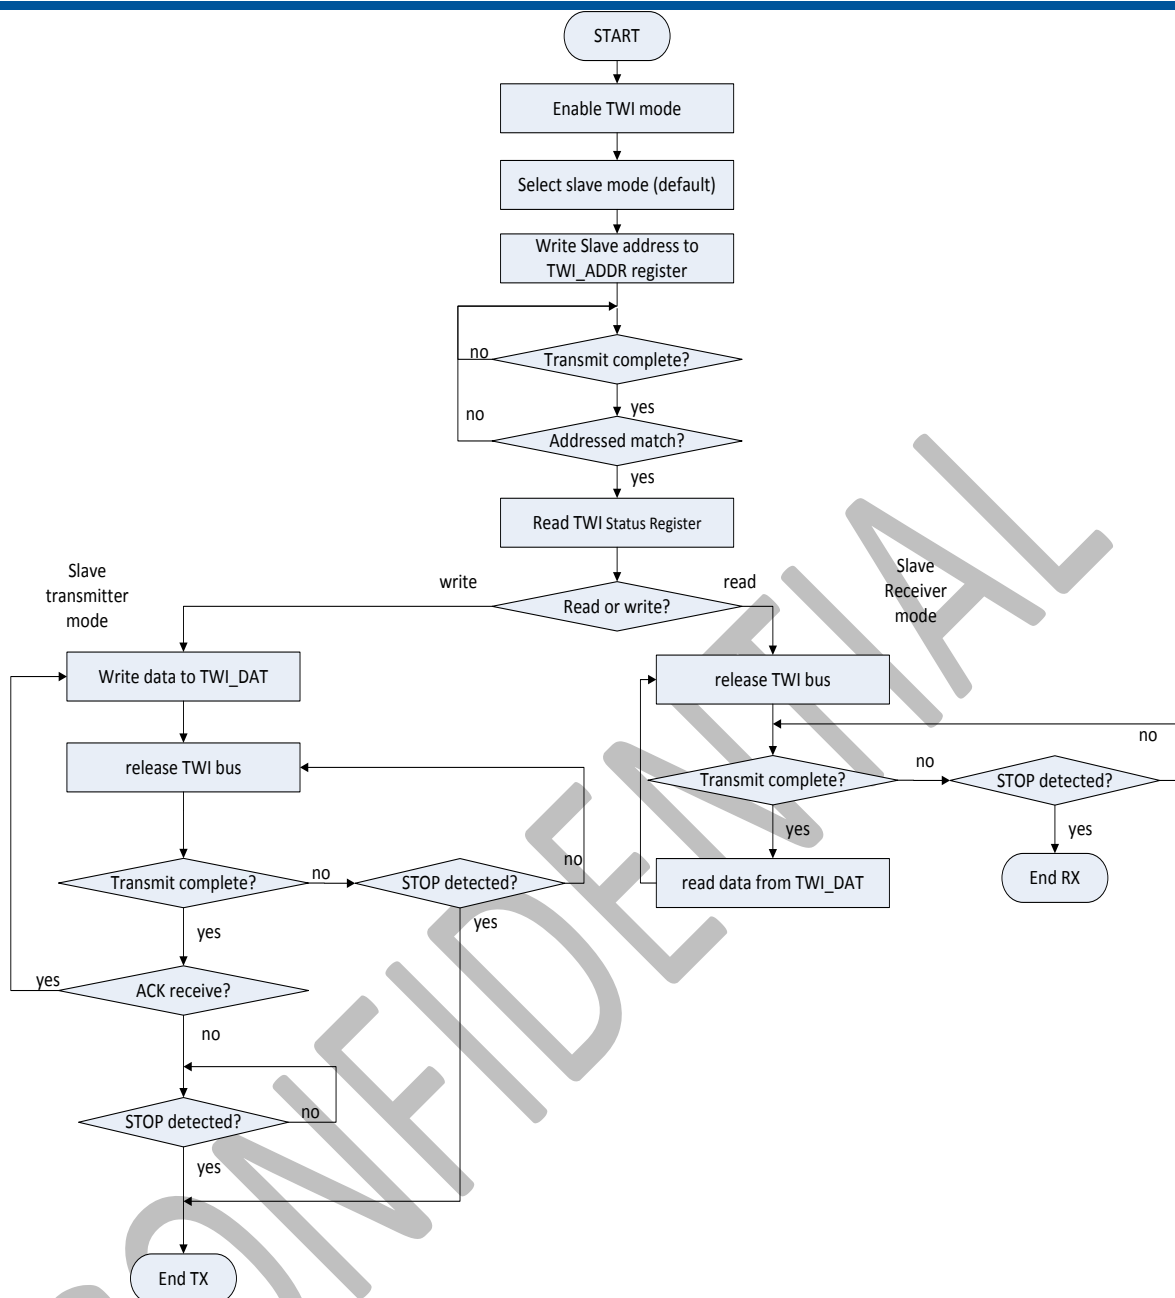 START
Enable TWI mode
Select slave mode (default)
Write Slave address to
TWI_ADDR register
no
Transmit complete?
yes
no
Addressed match?
yes
Read TWI Status Register
Slave
transmitter
mode
write
Read or write?
read
Slave
Receiver
mode
Write data to TWI_DAT
release TWI bus
no
Transmit complete?
no
STOP detected?
yes
yes
ACK receive?
no
STOP detected?
no
yes
yes
End TX
release TWI bus
no
Transmit complete?
no
STOP detected?
yes
read data from TWI_DAT
yes
End RX
no
CONFIDENTIAL